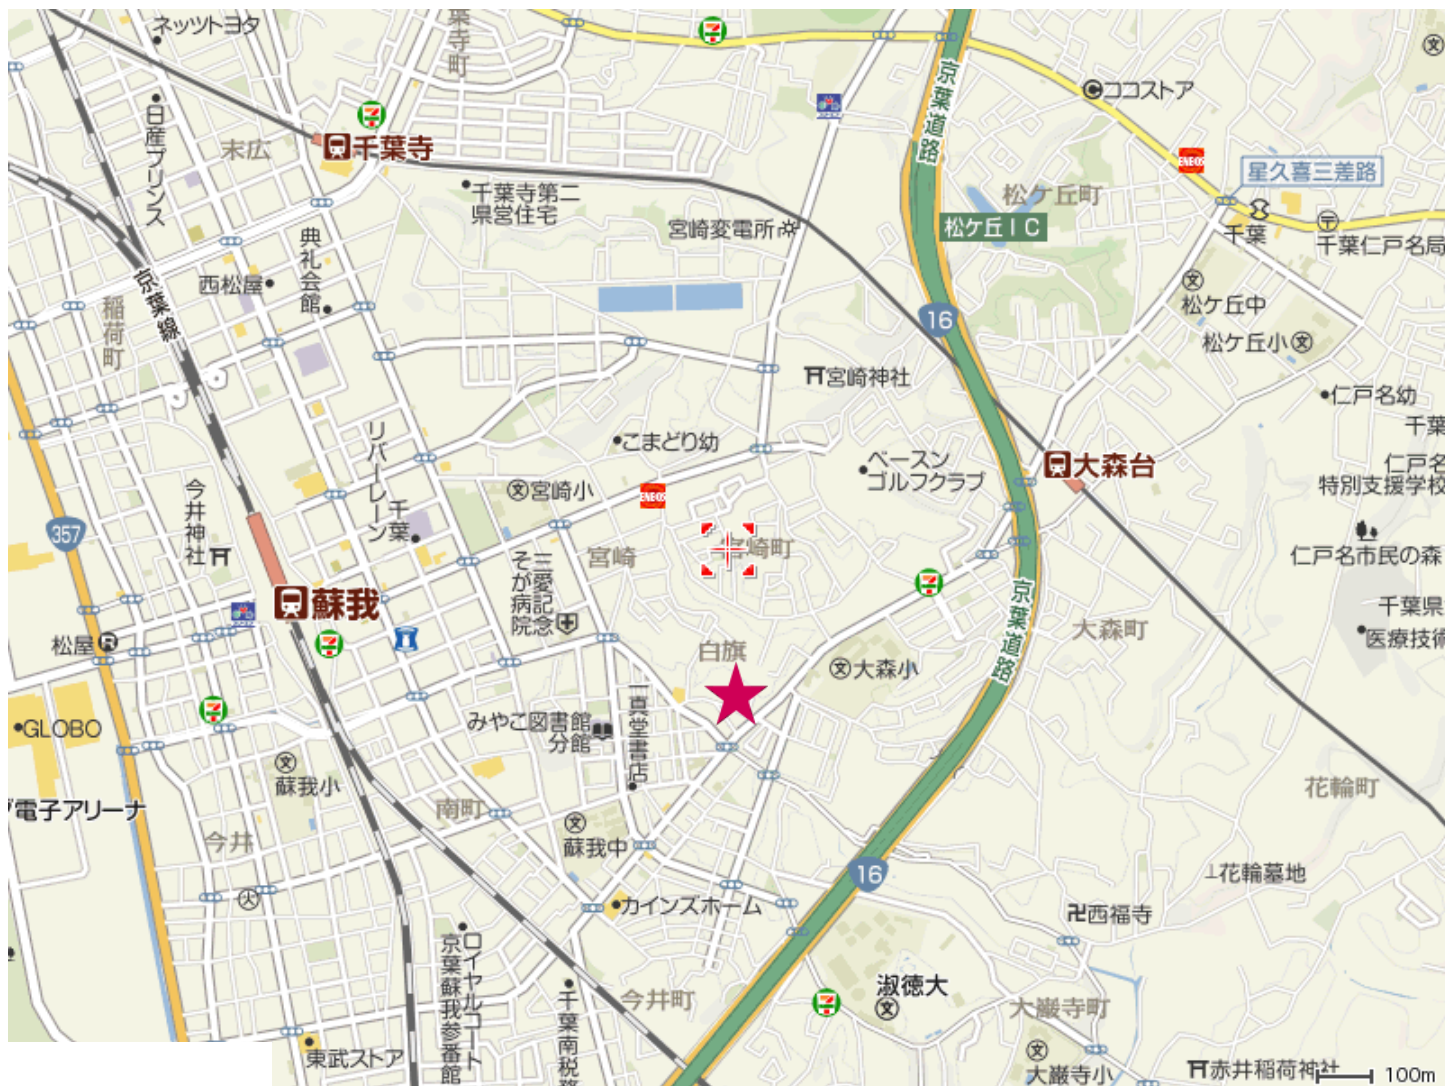 ネッツトヨタ
葉寺町
日産プリンス
末広
千葉寺
千葉寺第二
県営住宅
宮崎変電所
京葉道路
ココストア
ENEOS
星久喜三差路
松ケ丘町
松ケ丘IC
千葉
千葉仁戸名局
典礼会館
西松屋
稲荷町
京葉線
16
松ケ丘中
松ケ丘小
宮崎神社
仁戸名幼
千葉
リバーレーン
千葉
こまどり幼
ベースン
ゴルフクラブ
大森台
仁戸名
特別支援学校
今井神社
宮崎小
ENEOS
357
宮崎
宮崎町
仁戸名市民の森
三愛記念
そが病院
蘇我
京葉道路
大森町
千葉県
医療技術
松屋
白旗
大森小
GLOBO
みやこ図書館
分館
一真堂書店
蘇我小
南町
花輪町
電子アリーナ
今井
蘇我中
16
花輪墓地
カインズホーム
西福寺
火
ロイヤルコート
京葉蘇我参番館
千葉南税務
今井町
淑徳大
大巌寺町
東武ストア
大巌寺小
赤井稲荷神社
100m